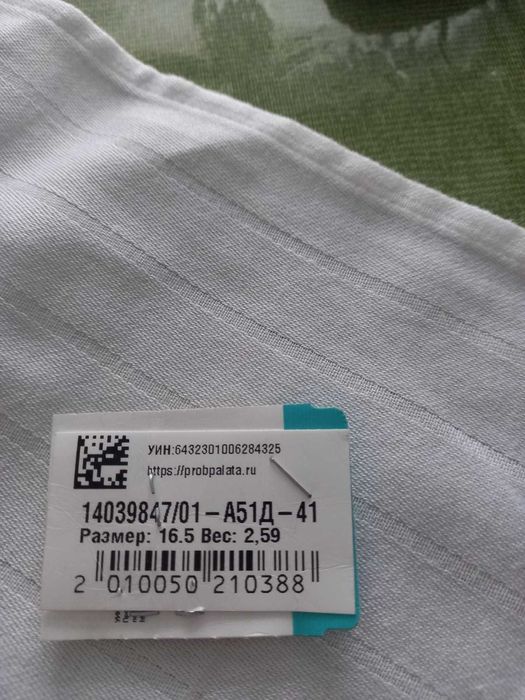 УИН:6432301006284325
https://probpalata.ru
14039847/01-А51Д-41
Размер: 16.5 Вес: 2,59
2 010050 210388